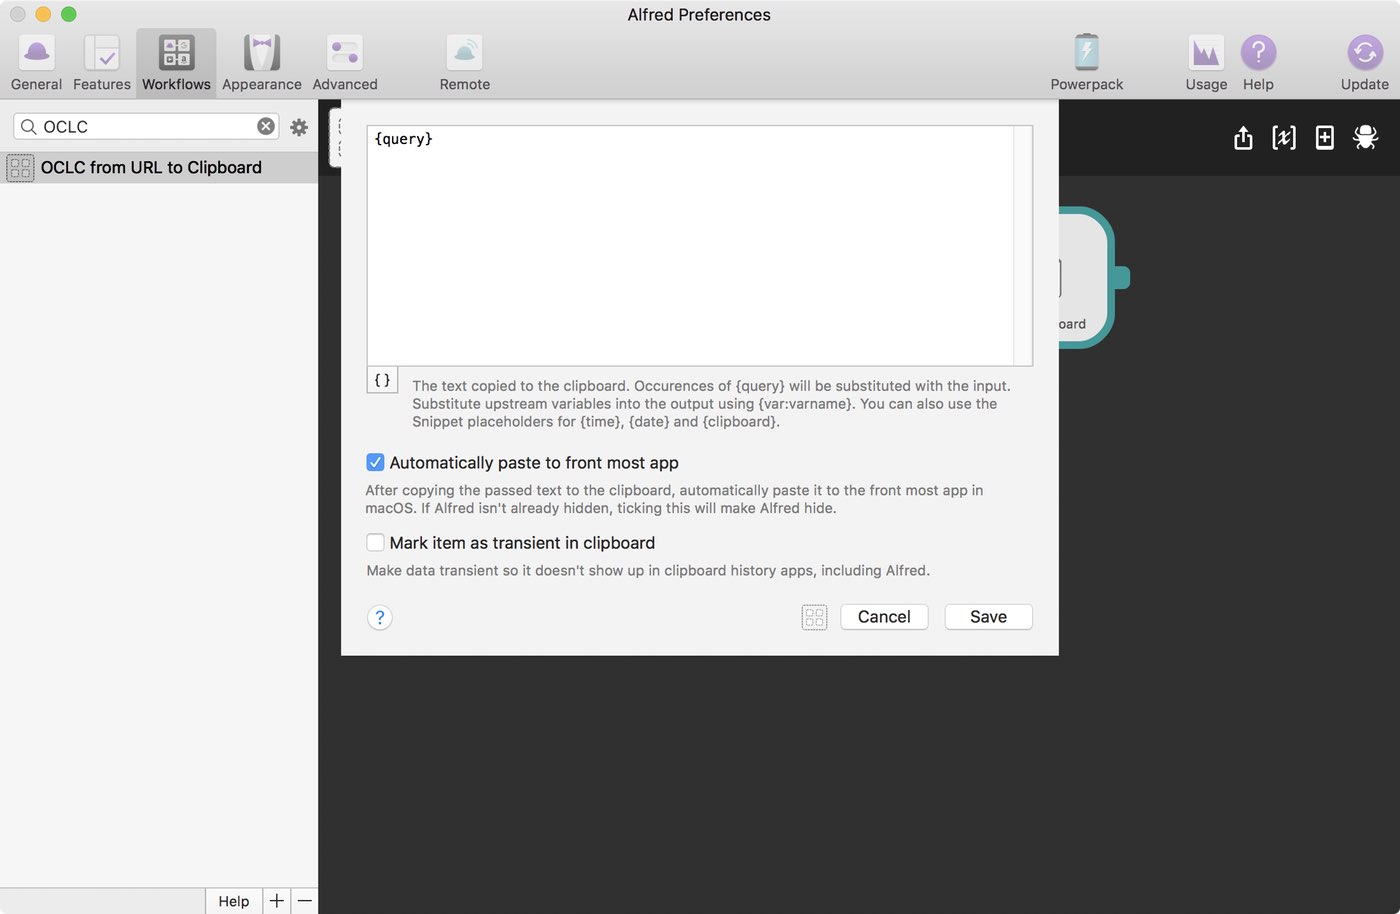 Alfred Preferences
General
Features
Workflows
Appearance
Advanced
Remote
Powerpack
Usage
Help
Update
OCLC
OCLC from URL to Clipboard
{query}
oard
{}
The text copied to the clipboard. Occurences of {query} will be substituted with the input.
Substitute upstream variables into the output using {var:varname}. You can also use the
Snippet placeholders for {time}, {date} and {clipboard}.
Automatically paste to front most app
After copying the passed text to the clipboard, automatically paste it to the front most app in
macOS. If Alfred isn't already hidden, ticking this will make Alfred hide.
Mark item as transient in clipboard
Make data transient so it doesn't show up in clipboard history apps, including Alfred.
?
Cancel
Save
Help
+
—